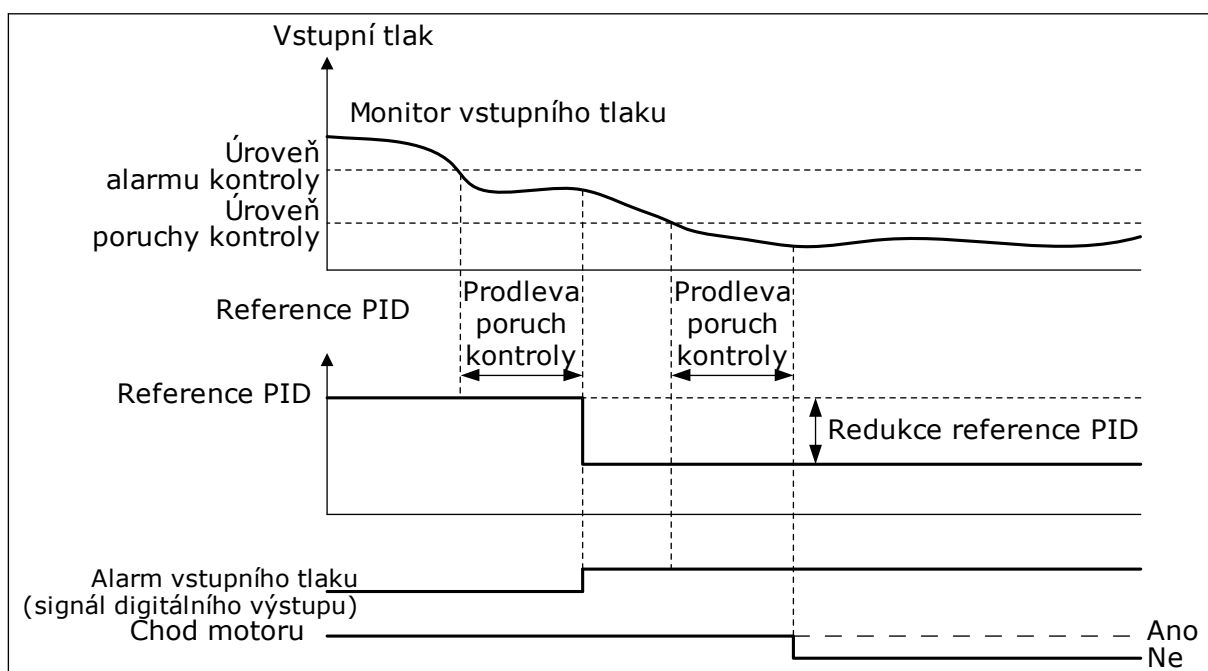 Vstupní tlak
Monitor vstupního tlaku
Úroveň
alarmu kontroly
Úroveň
poruchy kontroly
Reference PID
Prodleva
poruch
kontroly
Prodleva
poruch
kontroly
Reference PID
Redukce reference PID
Alarm vstupního tlaku
(signál digitálního výstupu)
Chod motoru
Ano
Ne